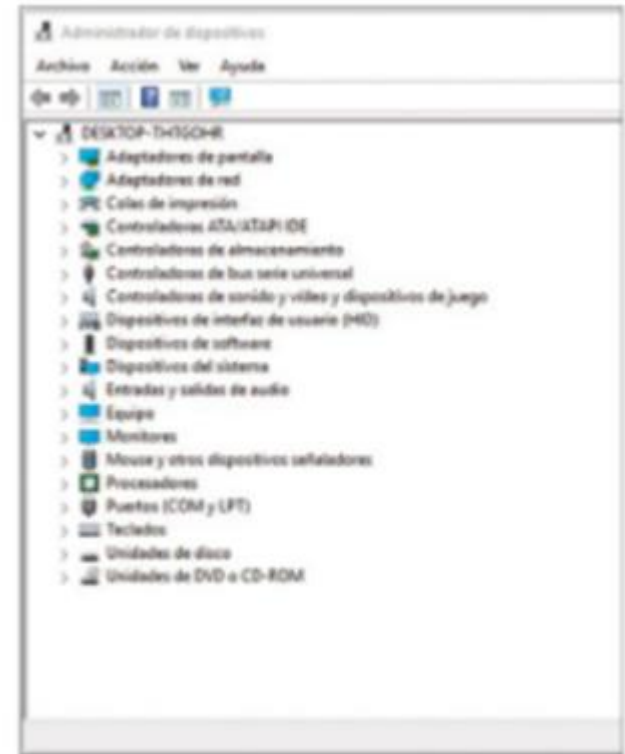 Administrador de dispositivos
Archivo Acción Ver Ayuda
DESKTOP-THTGOHR
Adaptadores de pantalla
Adaptadores de red
Colas de impresión
Controladoras ATA/ATAPI IDE
Controladoras de almacenamiento
Controladoras de bus serie universal
Controladoras de sonido y vídeo y dispositivos de juego
Dispositivos de interfaz de usuario (HID)
Dispositivos de software
Dispositivos del sistema
Entradas y salidas de audio
Equipo
Monitores
Mouse y otros dispositivos señaladores
Procesadores
Puertos (COM y LPT)
Teclados
Unidades de disco
Unidades de DVD o CD-ROM